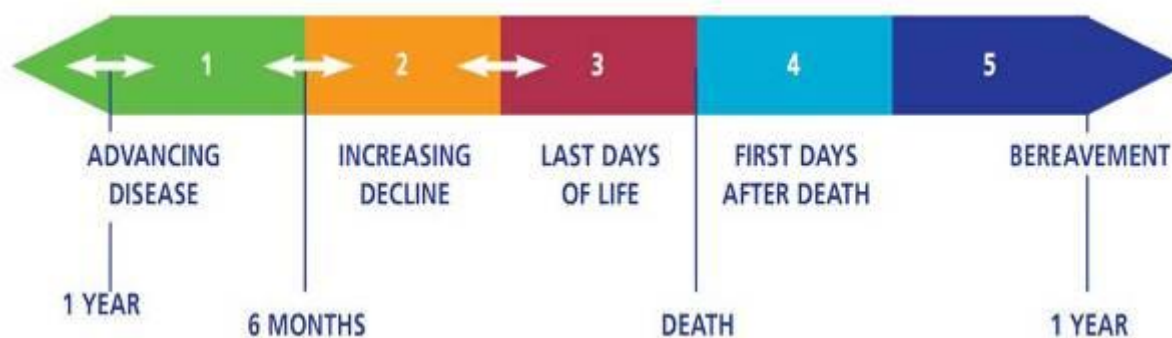 1 2 3 4 5
ADVANCING DISEASE
INCREASING DECLINE
LAST DAYS OF LIFE
FIRST DAYS AFTER DEATH
BEREAVEMENT
1 YEAR
6 MONTHS
DEATH
1 YEAR